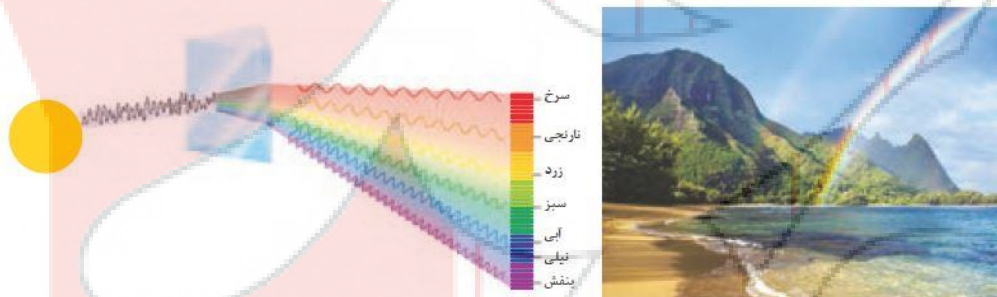 سرخ
نارنجی
زرد
سبز
آبی
نیلی
بنفش